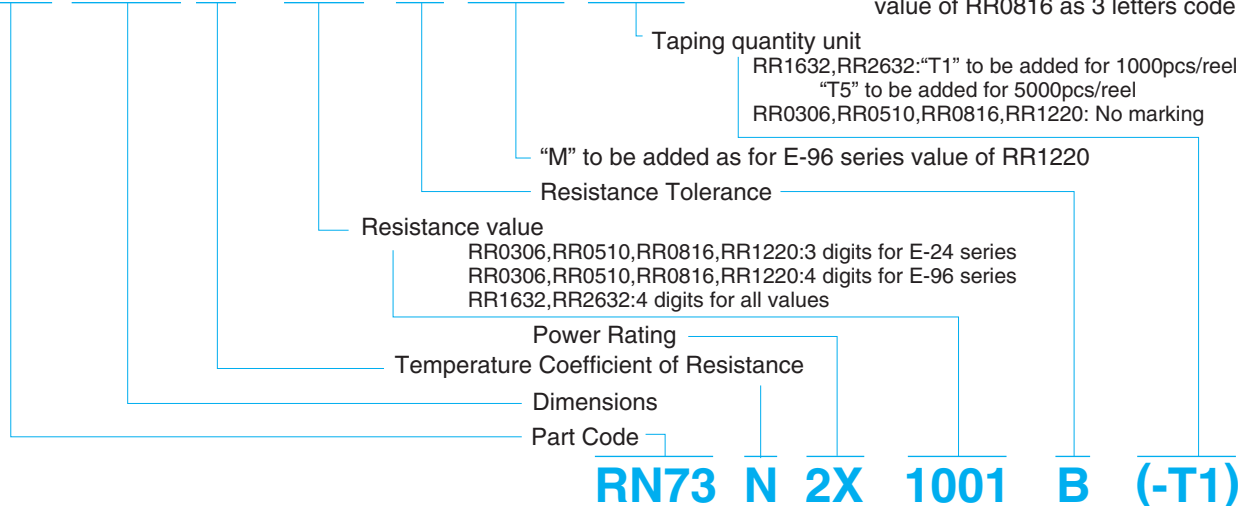 value of RR0816 as 3 letters code
Taping quantity unit
RR1632,RR2632:“T1” to be added for 1000pcs/reel
“T5” to be added for 5000pcs/reel
RR0306,RR0510,RR0816,RR1220: No marking
“M” to be added as for E-96 series value of RR1220
Resistance Tolerance
Resistance value
RR0306,RR0510,RR0816,RR1220:3 digits for E-24 series
RR0306,RR0510,RR0816,RR1220:4 digits for E-96 series
RR1632,RR2632:4 digits for all values
Power Rating
Temperature Coefficient of Resistance
Dimensions
Part Code
RN73 N 2X 1001 B (-T1)